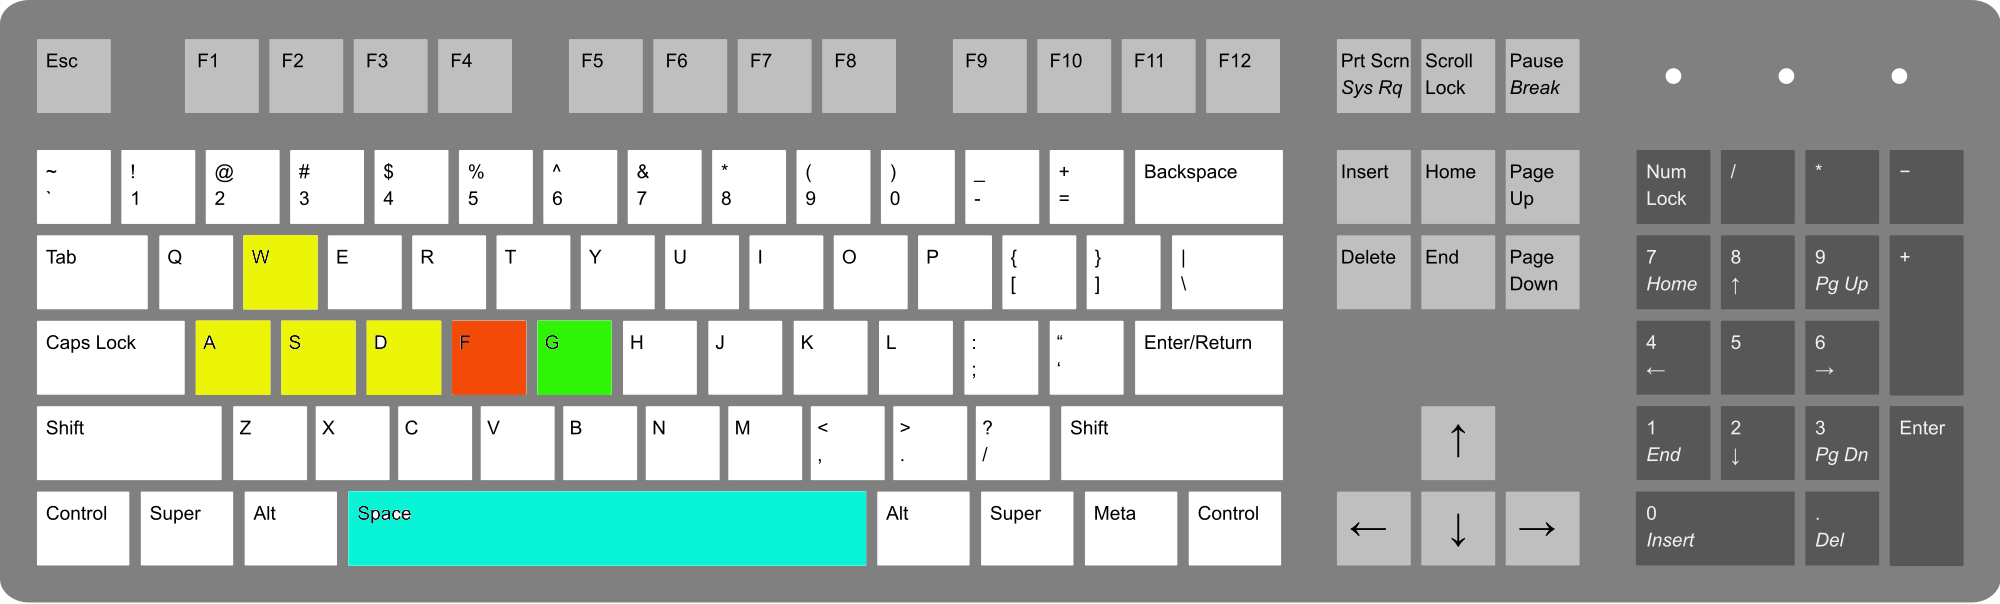 Esc F1 F2 F3 F4 F5 F6 F7 F8 F9 F10 F11 F12 Prt Scrn Scroll Pause
Sys Rq Lock Break
~ ! @ # $ % ^ & * ( ) _ + Backspace Insert Home Page Num / * −
` 1 2 3 4 5 6 7 8 9 0 - = Up Lock
Tab Q W E R T Y U I O P { } | Delete End Page 7 8 9 +
[ ] \ Down Home ↑ Pg Up
Caps Lock A S D F G H J K L : “ Enter/Return 4 5 6
; ‘ ← →
Shift Z X C V B N M < > ? Shift ↑ 1 2 3 Enter
, . / End ↓ Pg Dn
Control Super Alt Space Alt Super Meta Control ← ↓ → 0 .
Insert Del